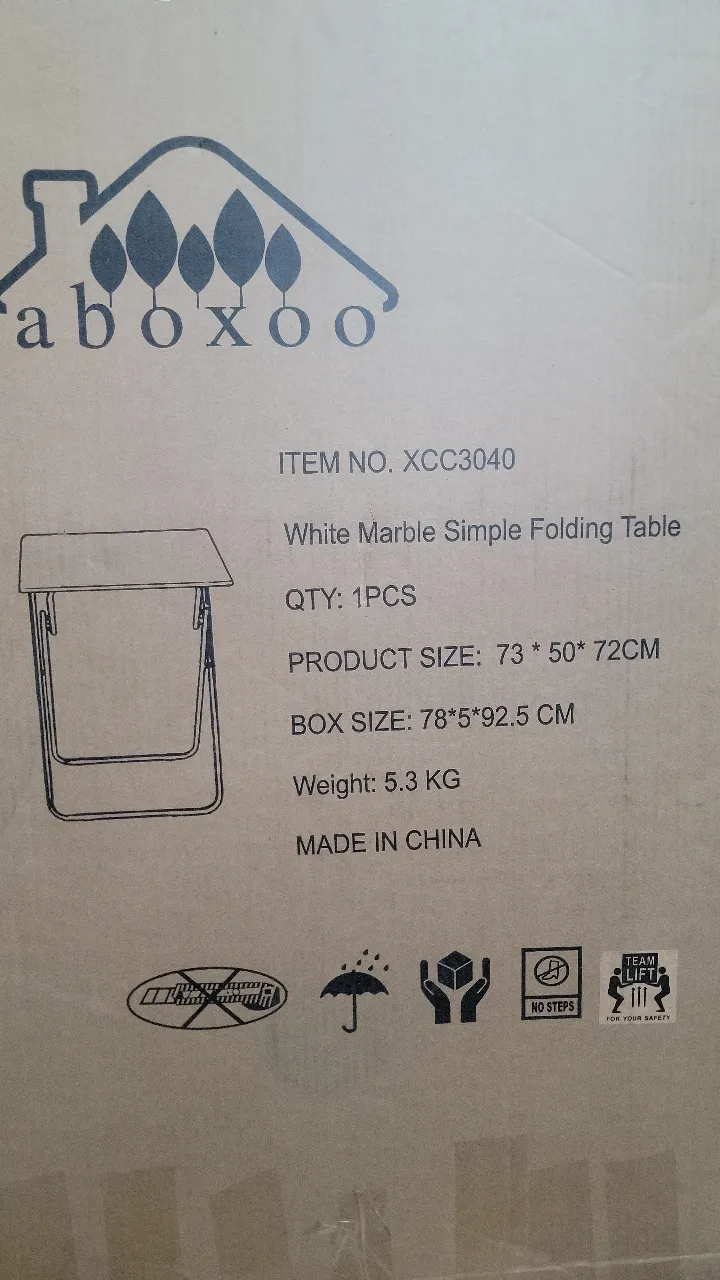 aboxoo
ITEM NO. XCC3040
White Marble Simple Folding Table
QTY: 1PCS
PRODUCT SIZE: 73 * 50* 72CM
BOX SIZE: 78*5*92.5 CM
Weight: 5.3 KG
MADE IN CHINA
NO STEPS
TEAM
LIFT
FOR YOUR SAFETY